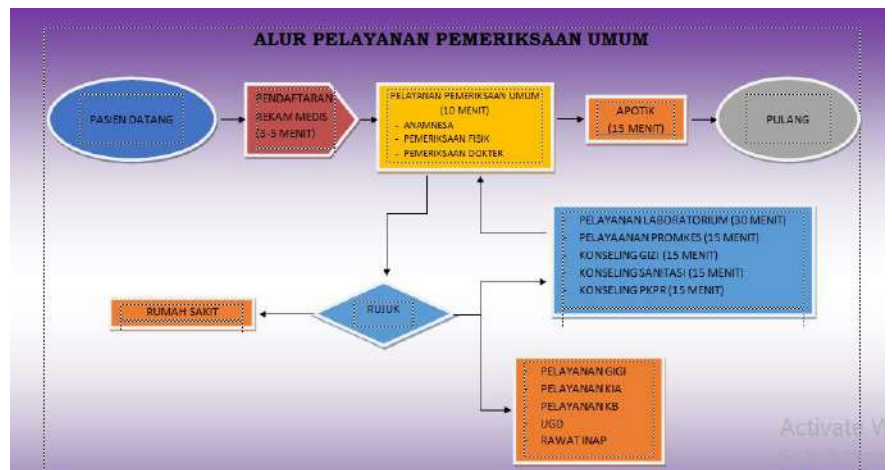 ALUR PELAYANAN PEMERIKSAAN UMUM
PASIEN DATANG
PENDAFTARAN
REKAM MEDIS
(3-5 MENIT)
PELAYANAN PEMERIKSAAN UMUM
(10 MENIT)
- ANAMNESA
- PEMERIKSAAN FISIK
- PEMERIKSAAN DOKTER
APOTIK
(15 MENIT)
PULANG
PELAYANAN LABORATORIUM (30 MENIT)
PELAYAANAN PROMKES (15 MENIT)
KONSELING GIZI (15 MENIT)
KONSELING SANITASI (15 MENIT)
KONSELING PKPR (15 MENIT)
RUMAH SAKIT
RUJUK
PELAYANAN GIGI
PELAYANAN KIA
PELAYANAN KB
UGD
RAWAT INAP
Activate